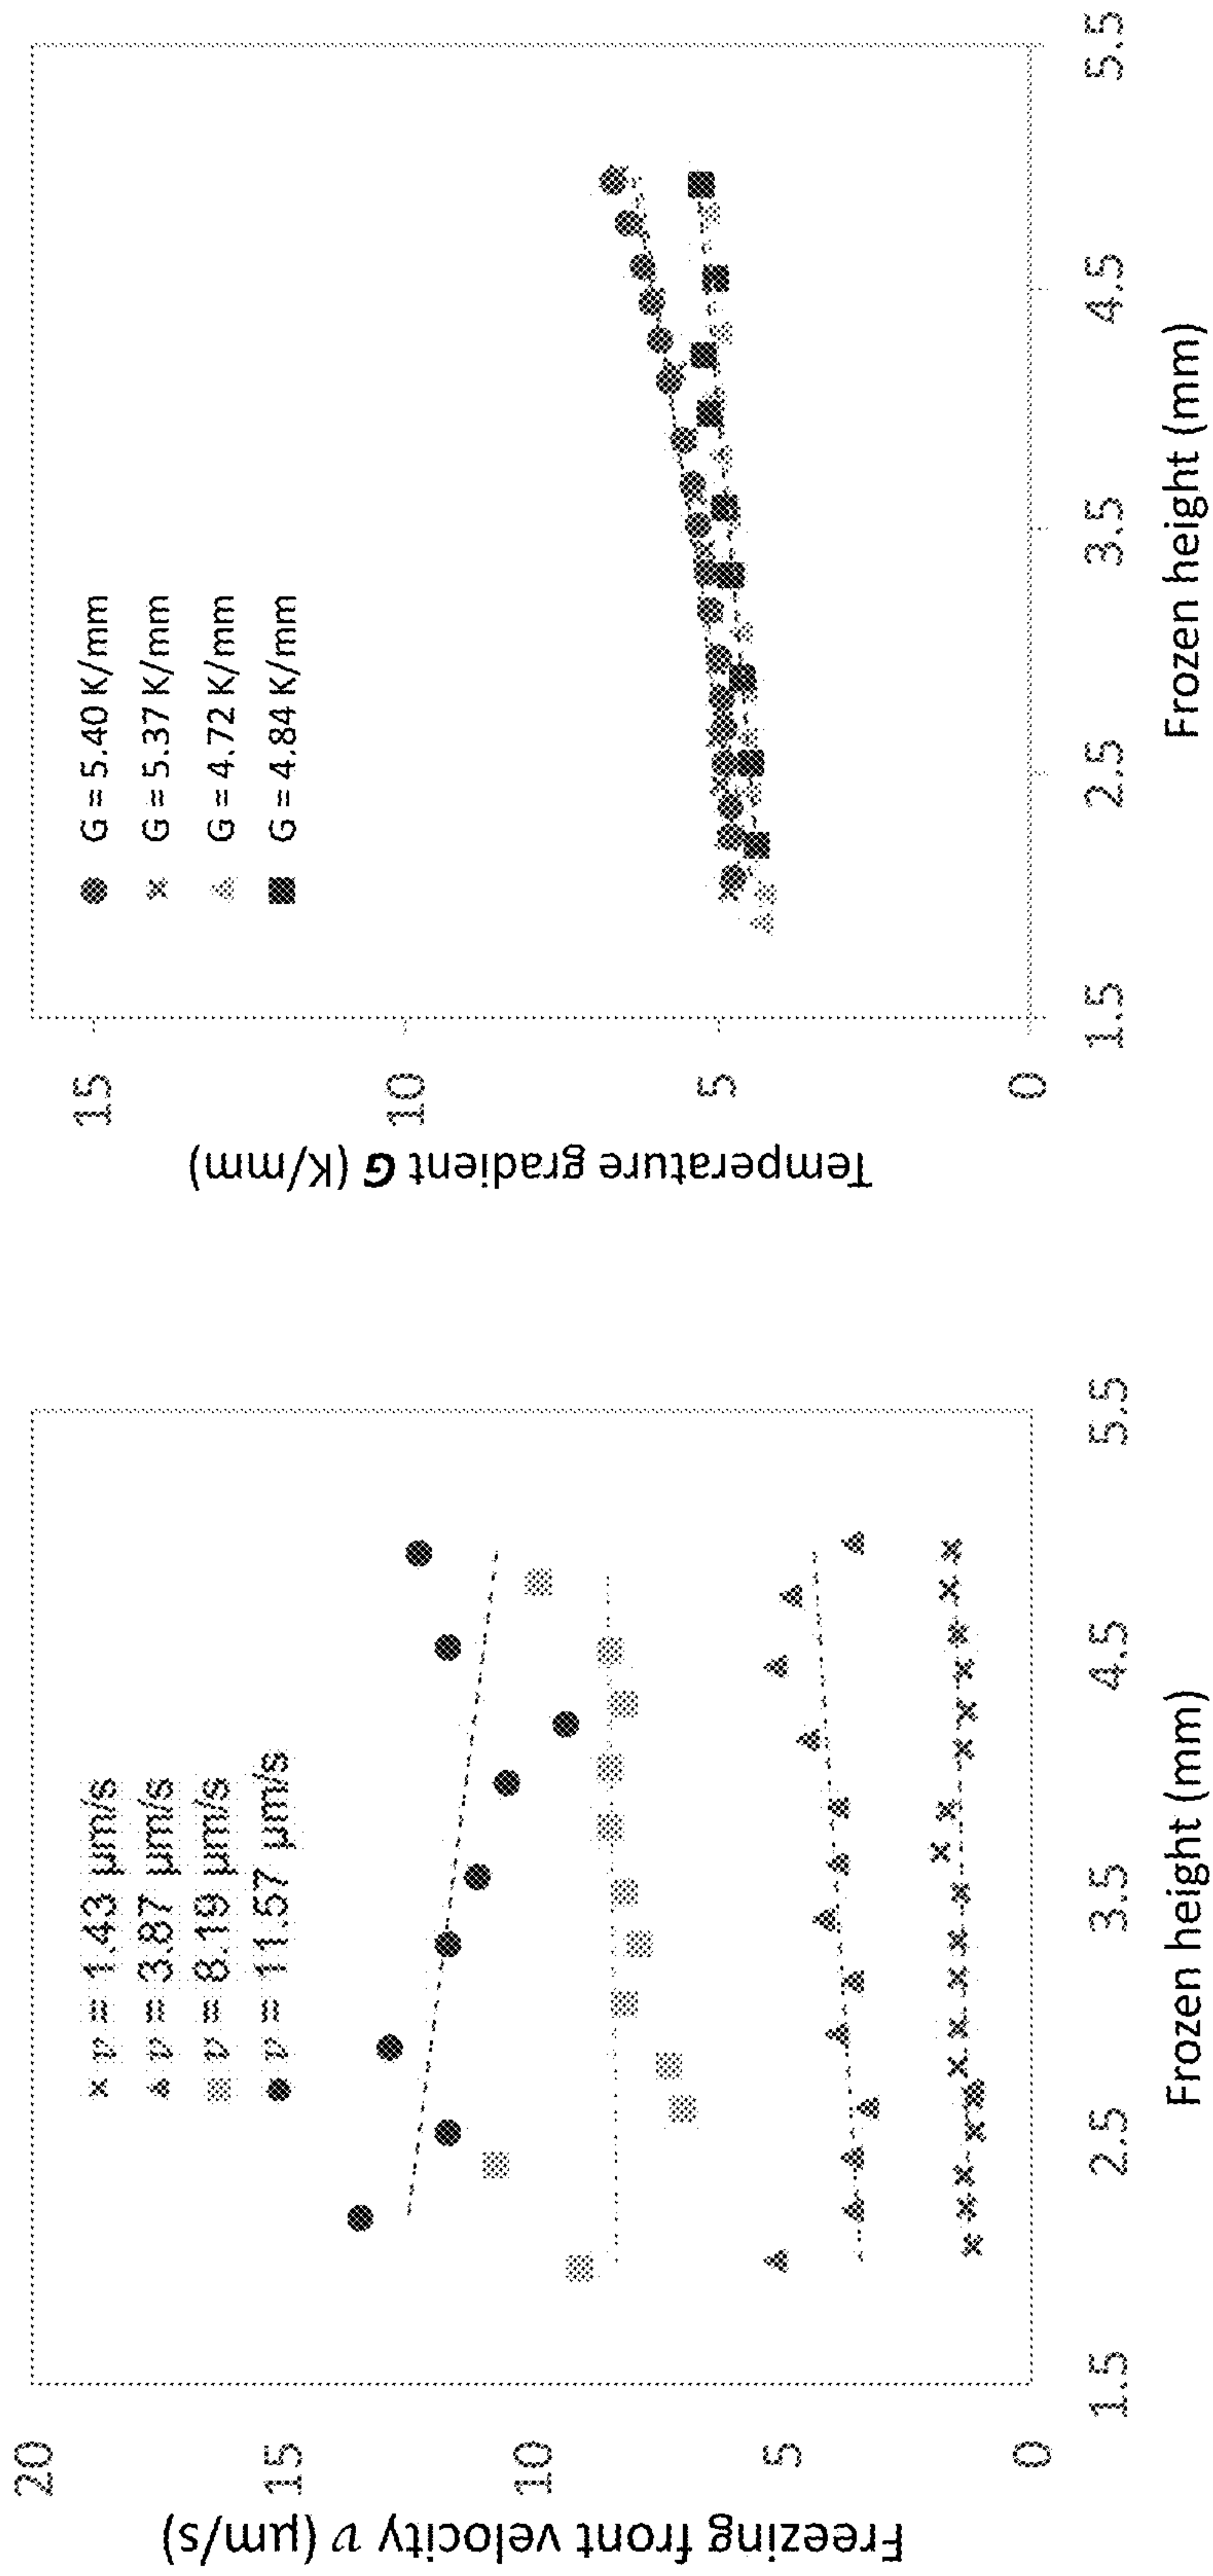 Freezing front velocity v (μm/s)
20
15
10
5
0
× v = 1.43 μm/s
▲ v = 3.87 μm/s
■ v = 8.19 μm/s
● v = 11.57 μm/s
1.5
2.5
3.5
4.5
5.5
Frozen height (mm)
Temperature gradient G (K/mm)
15
10
5
0
● G = 5.40 K/mm
× G = 5.37 K/mm
▲ G = 4.72 K/mm
■ G = 4.84 K/mm
1.5
2.5
3.5
4.5
5.5
Frozen height (mm)